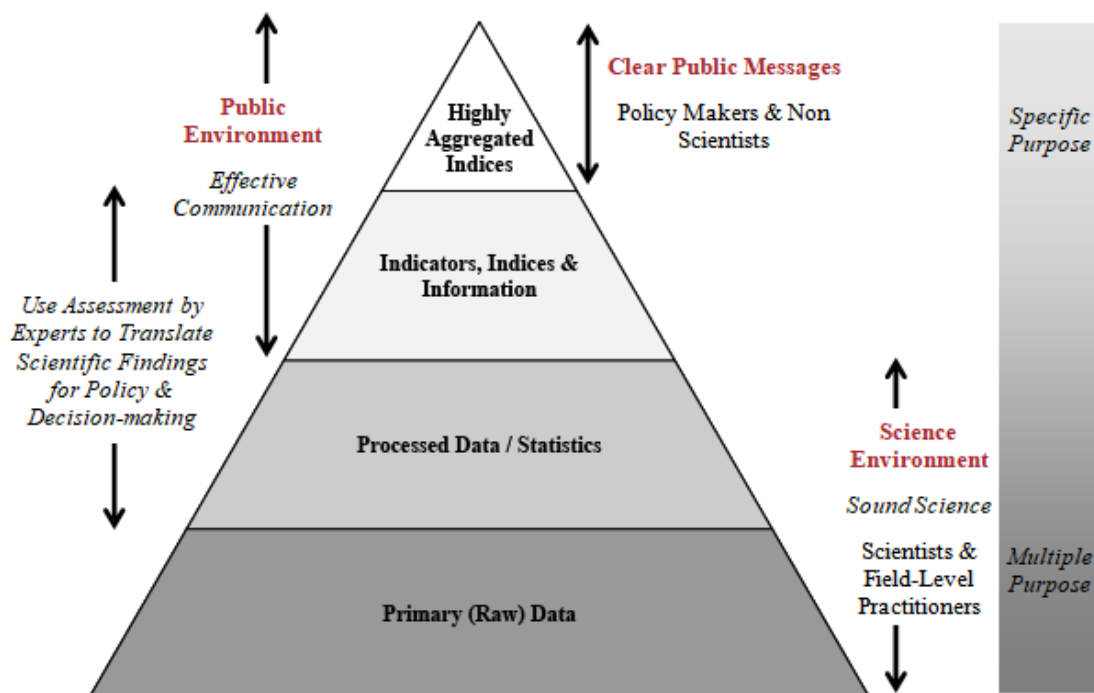 Public
Environment
Effective
Communication
Use Assessment by
Experts to Translate
Scientific Findings
for Policy &
Decision-making
Highly
Aggregated
Indices
Indicators, Indices &
Information
Processed Data / Statistics
Primary (Raw) Data
Clear Public Messages
Policy Makers & Non
Scientists
Science
Environment
Sound Science
Scientists &
Field-Level
Practitioners
Specific
Purpose
Multiple
Purpose